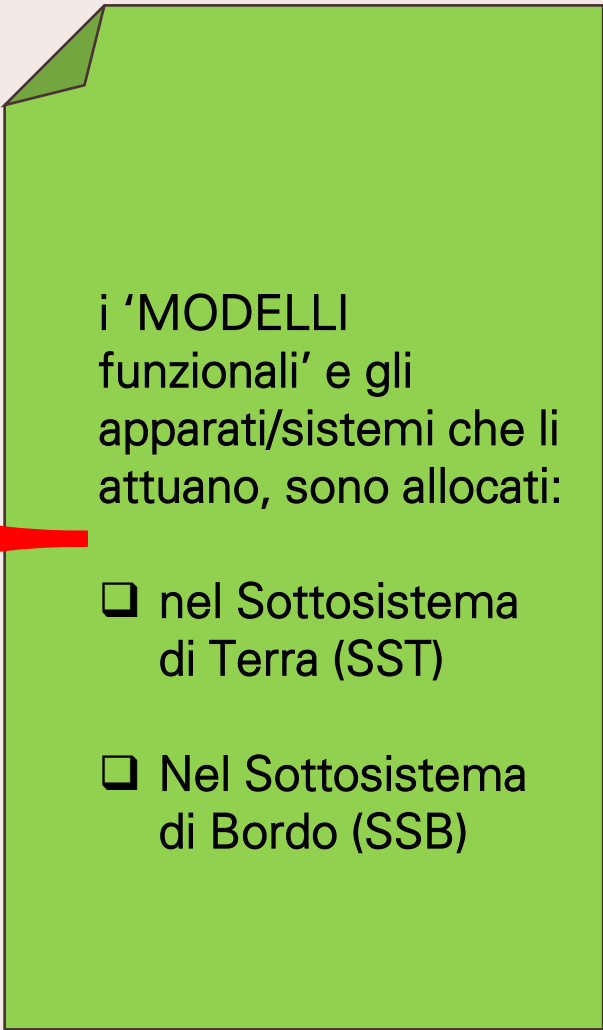 i ‘MODELLI
funzionali’ e gli
apparati/sistemi che li
attuano, sono allocati:
❑ nel Sottosistema
di Terra (SST)
❑ Nel Sottosistema
di Bordo (SSB)